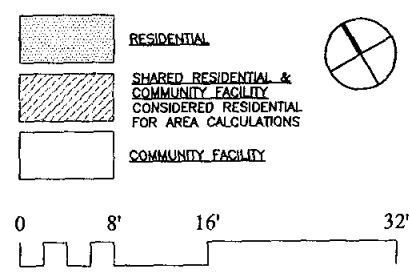 RESIDENTIAL
SHARED RESIDENTIAL &
COMMUNITY FACILITY
CONSIDERED RESIDENTIAL
FOR AREA CALCULATIONS
COMMUNITY FACILITY
0 8' 16' 32'